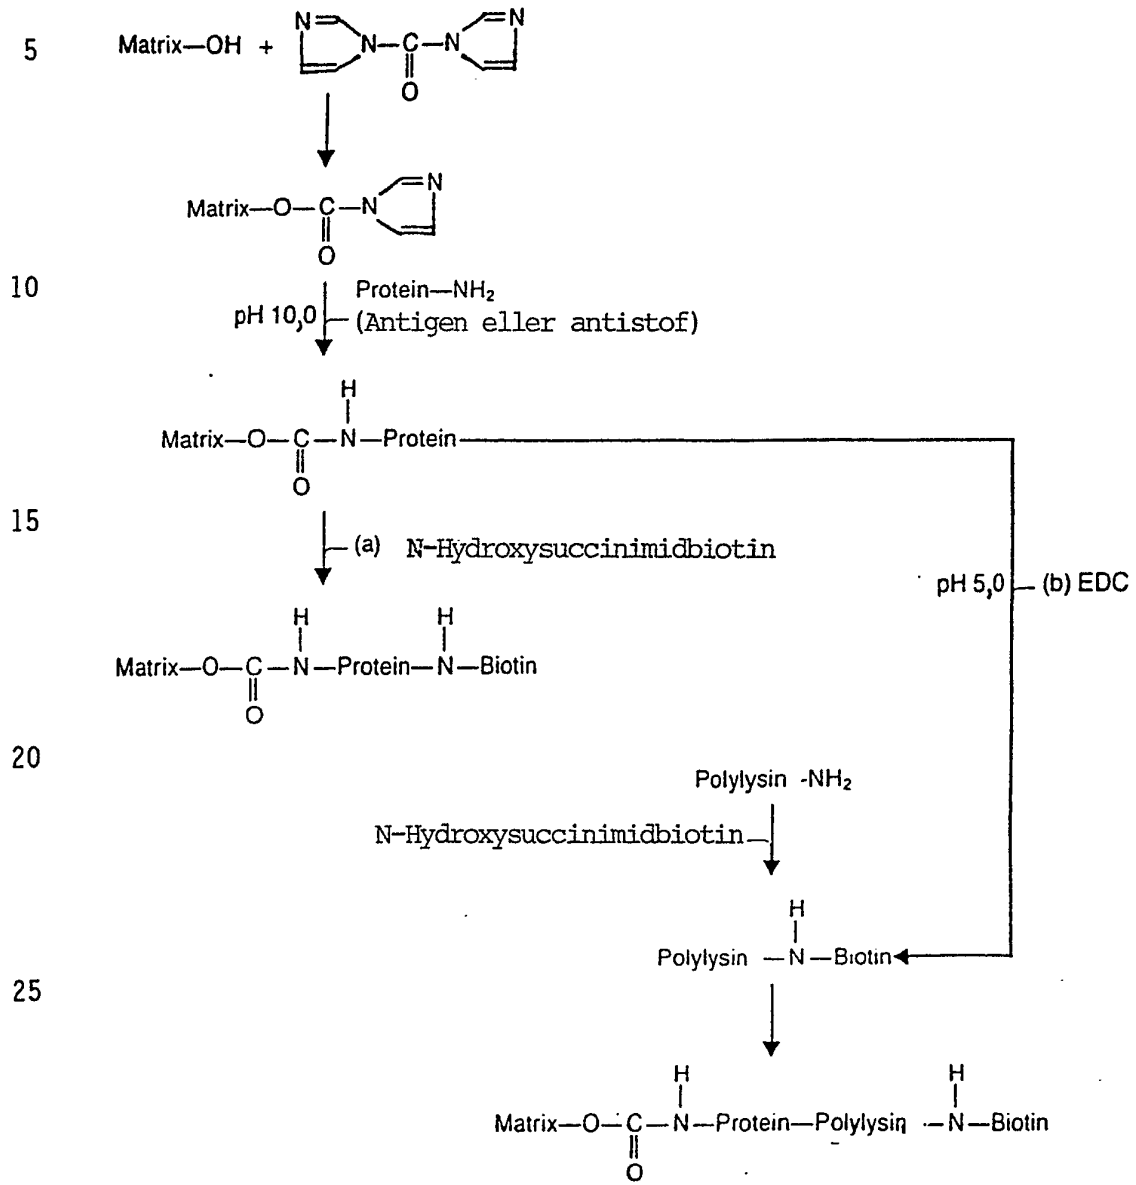 5 Matrix—OH + N N—C—N N
O
Matrix—O—C—N N
O
10 Protein—NH₂
pH 10,0 (Antigen eller antistof)
H
Matrix—O—C—N—Protein
O
15
(a) N-Hydroxysuccinimidbiotin
pH 5,0 (b) EDC
H H
Matrix—O—C—N—Protein—N—Biotin
O
20
Polylysin -NH₂
N-Hydroxysuccinimidbiotin
H
Polylysin —N—Biotin
25
H H
Matrix—O—C—N—Protein—Polylysin —N—Biotin
O